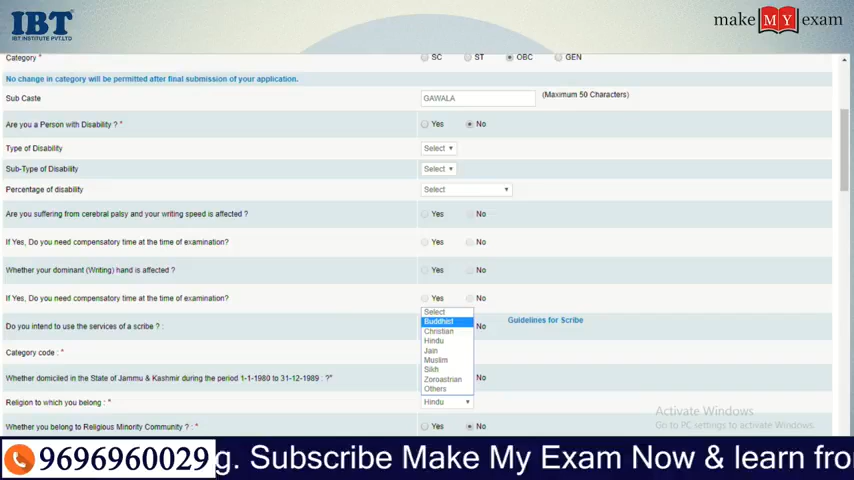 IBT
IBT INSTITUTE PVT.LTD
make MY exam
Category * SC ST OBC GEN
No change in category will be permitted after final submission of your application.
Sub Caste GAWALA (Maximum 50 Characters)
Are you a Person with Disability ? * Yes No
Type of Disability Select
Sub-Type of Disability Select
Percentage of disability Select
Are you suffering from cerebral palsy and your writing speed is affected ? Yes No
If Yes, Do you need compensatory time at the time of examination? Yes No
Whether your dominant (Writing) hand is affected ? Yes No
If Yes, Do you need compensatory time at the time of examination? Yes No
Select
Buddhist
Do you intend to use the services of a scribe ? : No Guidelines for Scribe
Christian
Hindu
Jain
Category code : *
Muslim
Sikh
Whether domiciled in the State of Jammu & Kashmir during the period 1-1-1980 to 31-12-1989 : ?* No
Zoroastrian
Others
Religion to which you belong : * Hindu
Whether you belong to Religious Minority Community ? : * Yes No
Activate Windows
Go to PC settings to activate Windows.
9696960029 g. Subscribe Make My Exam Now & learn fro